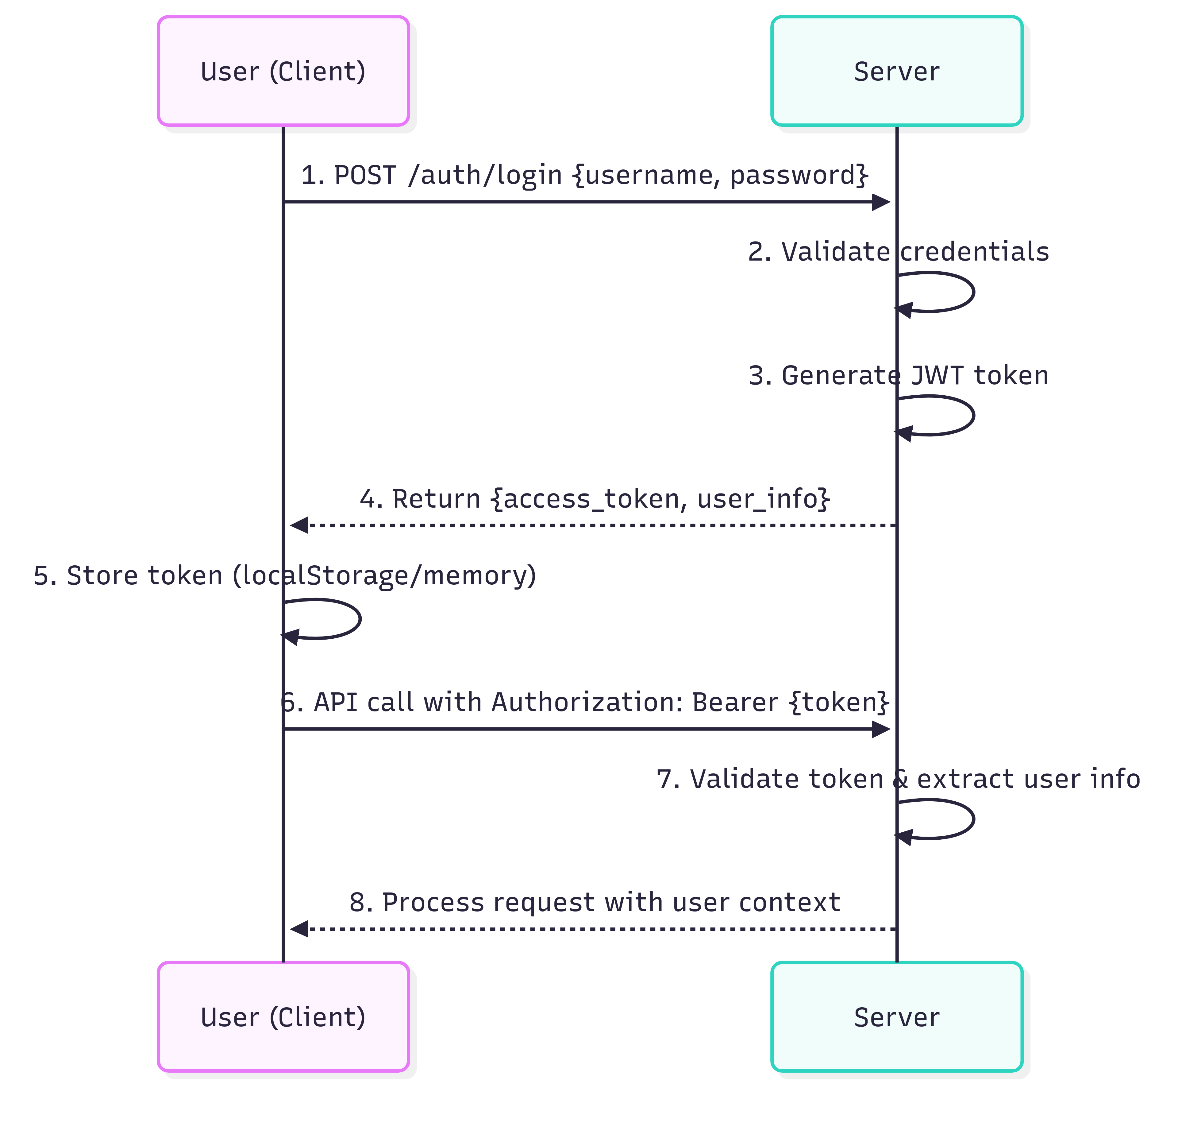 User (Client)
Server
1. POST /auth/login {username, password}
2. Validate credentials
3. Generate JWT token
4. Return {access_token, user_info}
5. Store token (localStorage/memory)
6. API call with Authorization: Bearer {token}
7. Validate token & extract user info
8. Process request with user context
User (Client)
Server